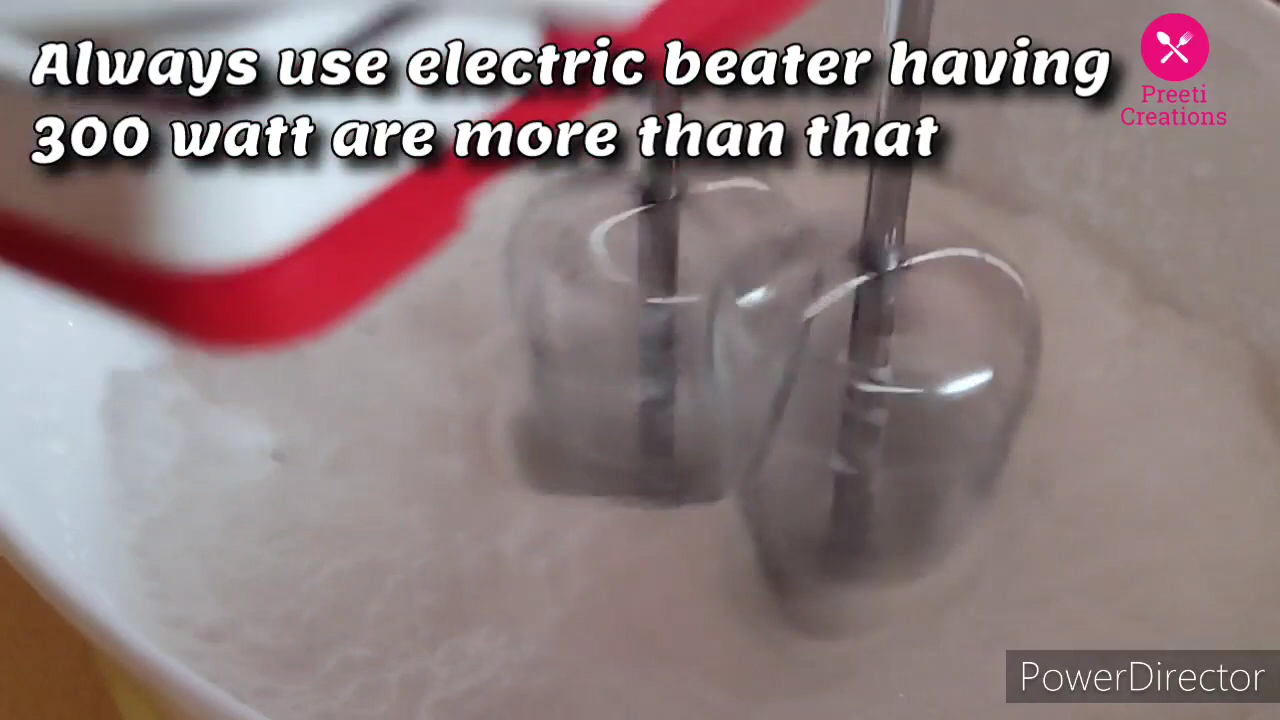 Always use electric beater having
300 watt are more than that
Preeti
Creations
PowerDirector